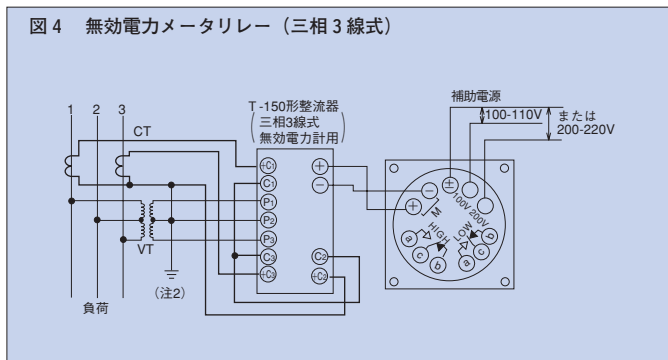 図 4　無効電力メータリレー（三相 3 線式）
1 2 3 CT
T-150形整流器
（三相3線式
無効電力計用）
補助電源
100-110V
または
200-220V
+C1
C1
P1
P2
P3
C3
+C3
C2
+C2
+
−
−
+
+
M
100V
200V
HIGH
LOW
a
c
b
a
c
b
VT
（注2）
負荷